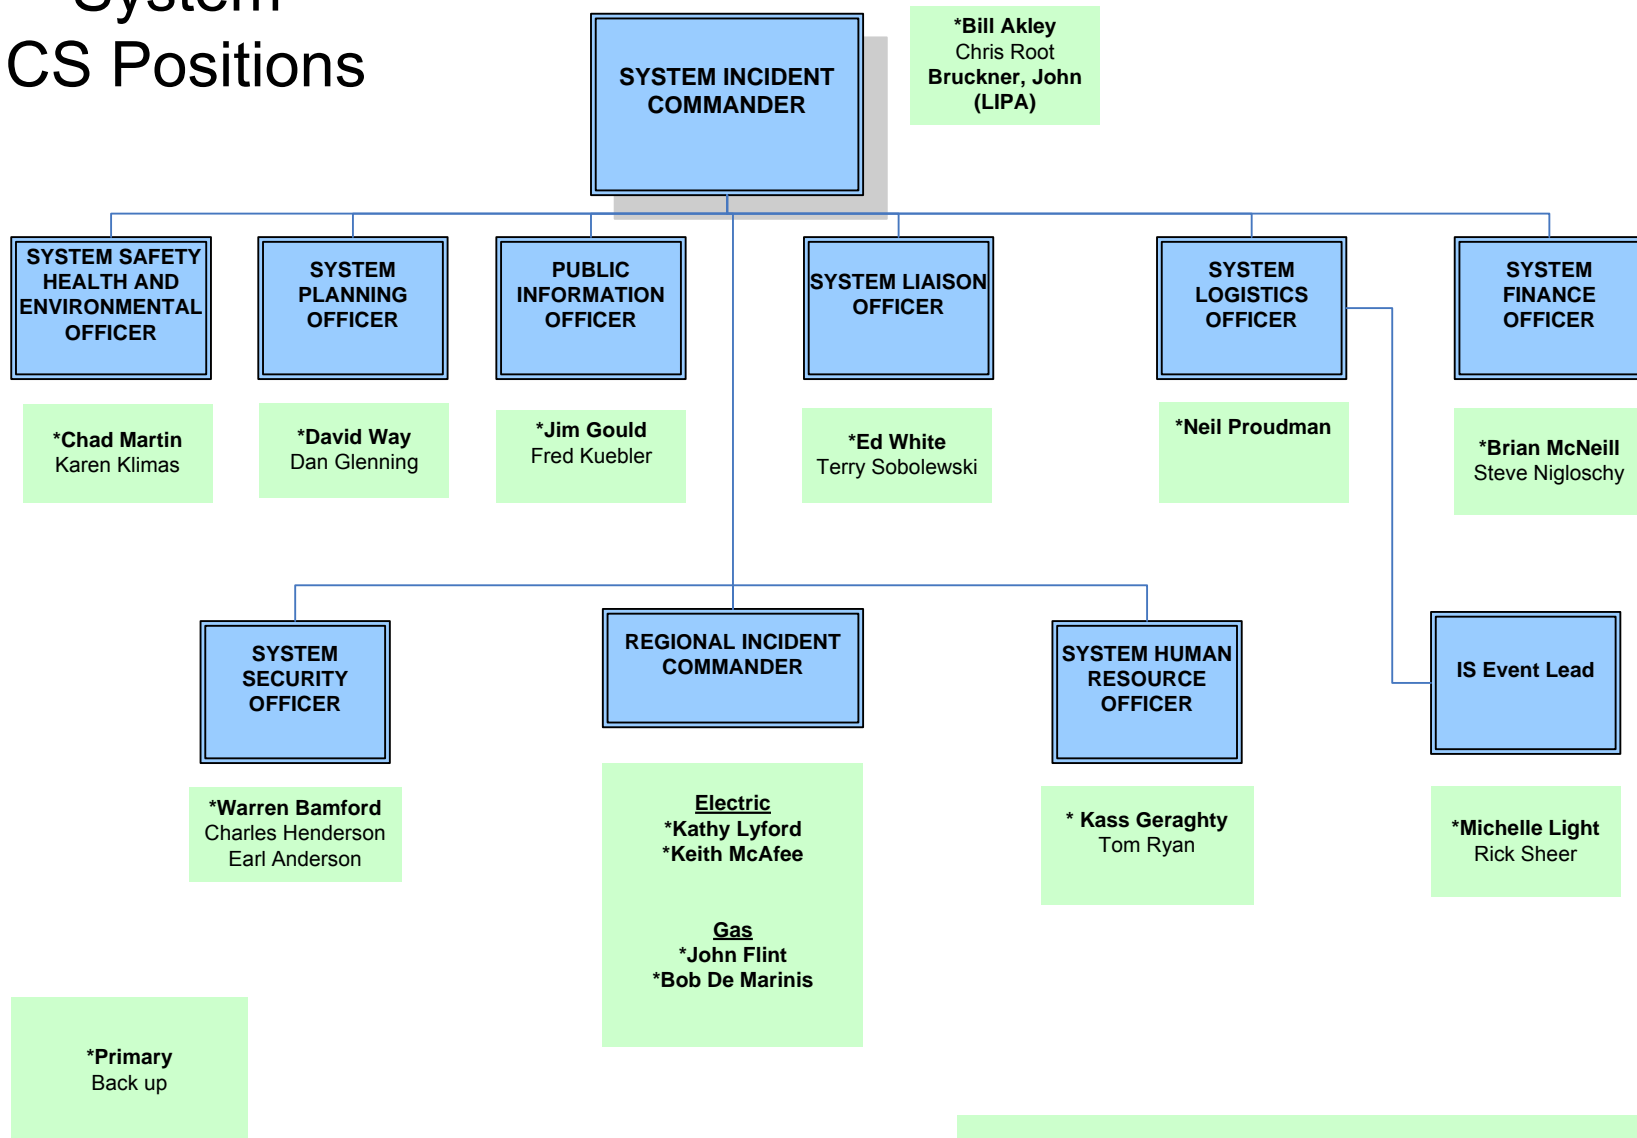 System
CS Positions
SYSTEM INCIDENT
COMMANDER
*Bill Akley
Chris Root
Bruckner, John
(LIPA)
SYSTEM SAFETY
HEALTH AND
ENVIRONMENTAL
OFFICER
SYSTEM
PLANNING
OFFICER
PUBLIC
INFORMATION
OFFICER
SYSTEM LIAISON
OFFICER
SYSTEM
LOGISTICS
OFFICER
SYSTEM
FINANCE
OFFICER
*Chad Martin
Karen Klimas
*David Way
Dan Glenning
*Jim Gould
Fred Kuebler
*Ed White
Terry Sobolewski
*Neil Proudman
*Brian McNeill
Steve Nigloschy
SYSTEM
SECURITY
OFFICER
REGIONAL INCIDENT
COMMANDER
SYSTEM HUMAN
RESOURCE
OFFICER
IS Event Lead
*Warren Bamford
Charles Henderson
Earl Anderson
Electric
*Kathy Lyford
*Keith McAfee
Gas
*John Flint
*Bob De Marinis
* Kass Geraghty
Tom Ryan
*Michelle Light
Rick Sheer
*Primary
Back up